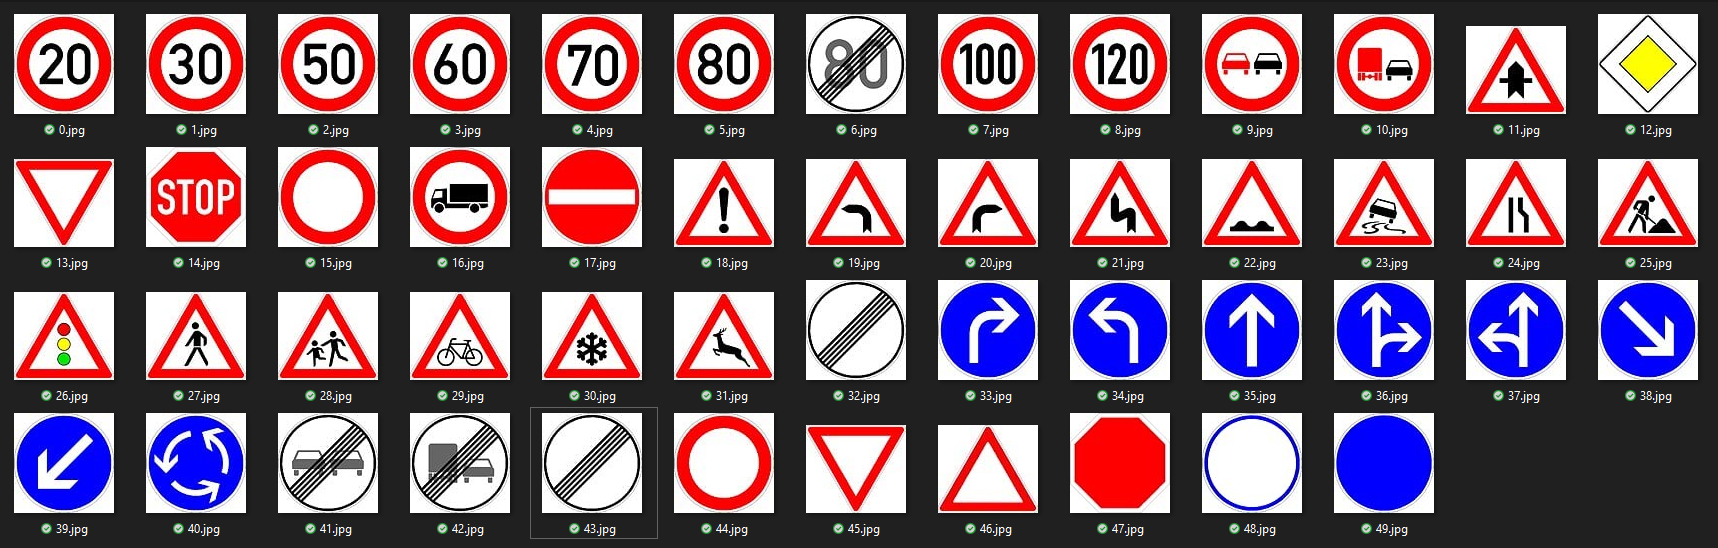 20 30 50 60 70 80 80 100 120
0.jpg 1.jpg 2.jpg 3.jpg 4.jpg 5.jpg 6.jpg 7.jpg 8.jpg 9.jpg 10.jpg 11.jpg 12.jpg
STOP
13.jpg 14.jpg 15.jpg 16.jpg 17.jpg 18.jpg 19.jpg 20.jpg 21.jpg 22.jpg 23.jpg 24.jpg 25.jpg
26.jpg 27.jpg 28.jpg 29.jpg 30.jpg 31.jpg 32.jpg 33.jpg 34.jpg 35.jpg 36.jpg 37.jpg 38.jpg
39.jpg 40.jpg 41.jpg 42.jpg 43.jpg 44.jpg 45.jpg 46.jpg 47.jpg 48.jpg 49.jpg